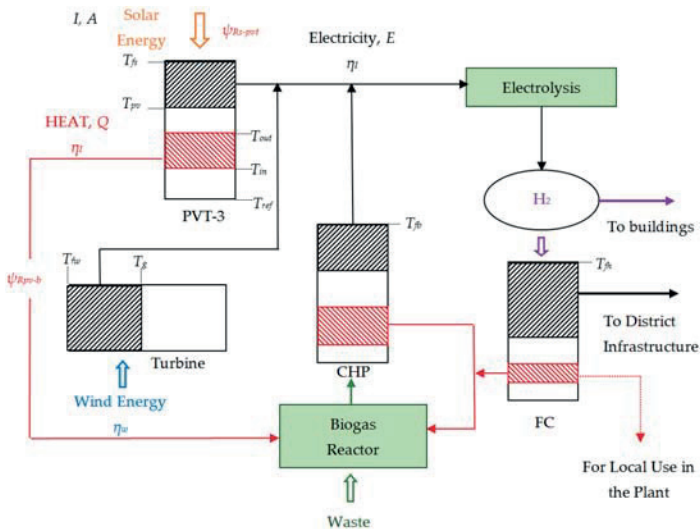 I, A
Solar
Energy
ψRs-pvt
Electricity, E
ηI
Tfs
Tpv
HEAT, Q
ηI
Tout
Tin
Tref
PVT-3
Electrolysis
H2
To buildings
Tfb
Tfh
Tfw
Tg
ψRpv-b
Turbine
To District
Infrastructure
CHP
Wind Energy
ηw
Biogas
Reactor
FC
For Local Use in
the Plant
Waste